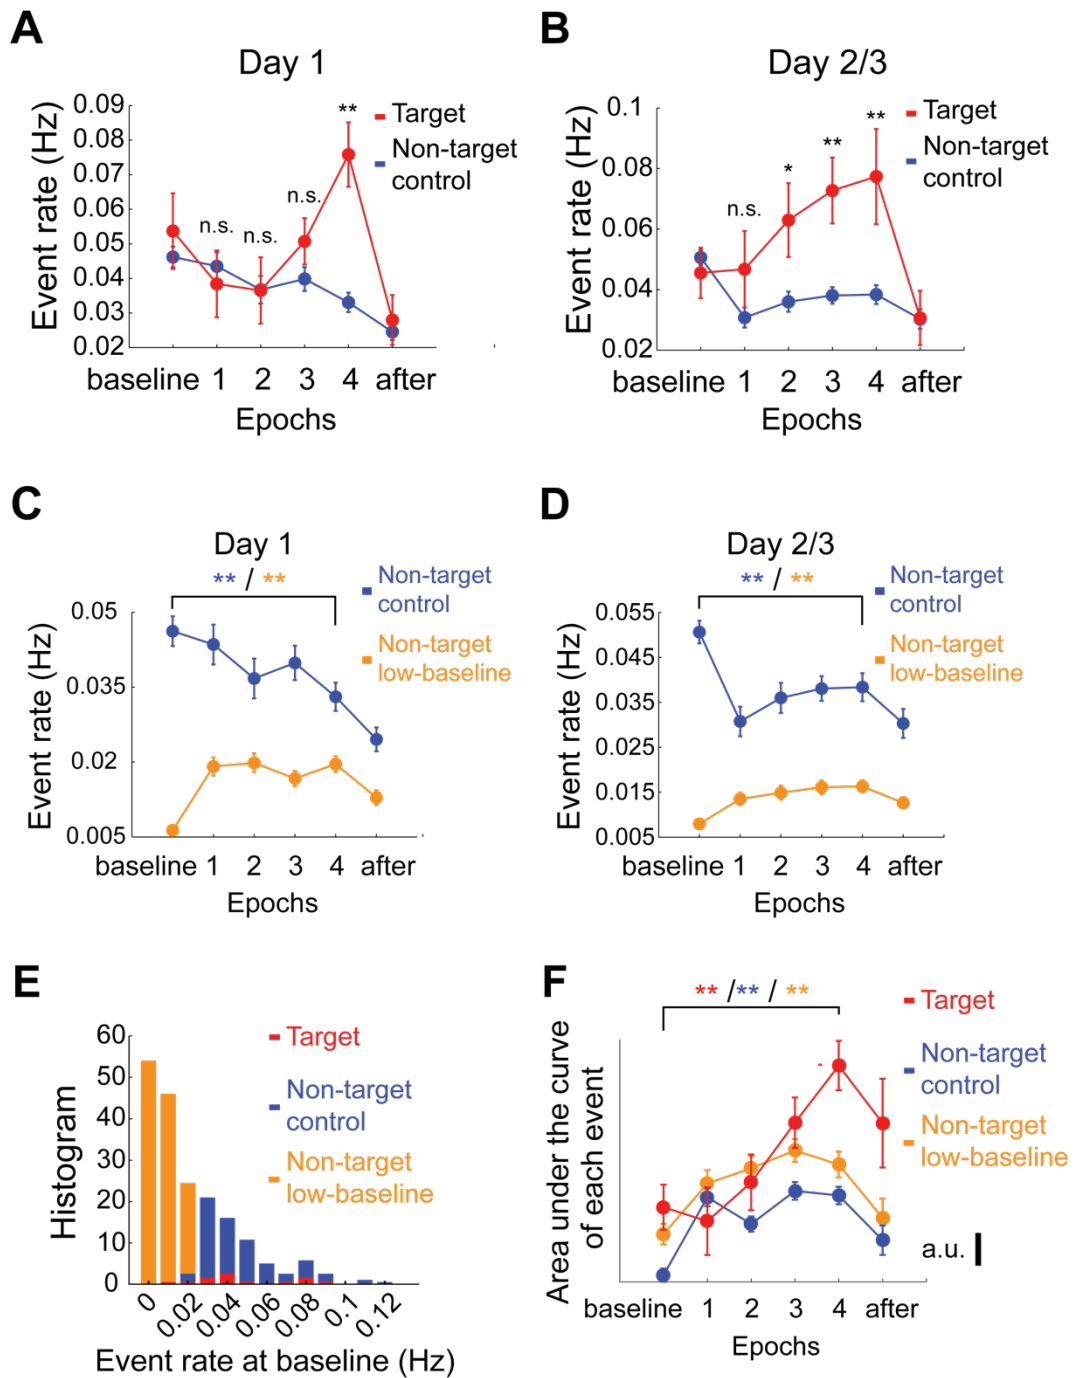 A
Day 1
Event rate (Hz)
0.09
0.08
0.07
0.06
0.05
0.04
0.03
0.02
n.s.
n.s.
n.s.
**
Target
Non-target
control
baseline 1 2 3 4 after
Epochs
B
Day 2/3
Event rate (Hz)
0.1
0.08
0.06
0.04
0.02
n.s.
*
**
**
Target
Non-target
control
baseline 1 2 3 4 after
Epochs
C
Day 1
** / **
Non-target
control
Non-target
low-baseline
Event rate (Hz)
0.05
0.035
0.02
0.005
baseline 1 2 3 4 after
Epochs
D
Day 2/3
** / **
Non-target
control
Non-target
low-baseline
Event rate (Hz)
0.055
0.045
0.035
0.025
0.015
0.005
baseline 1 2 3 4 after
Epochs
E
Histogram
60
50
40
30
20
10
0
Target
Non-target
control
Non-target
low-baseline
0 0.02 0.04 0.06 0.08 0.1 0.12
Event rate at baseline (Hz)
F
** /** / **
Target
Non-target
control
Non-target
low-baseline
Area under the curve
of each event
a.u.
baseline 1 2 3 4 after
Epochs